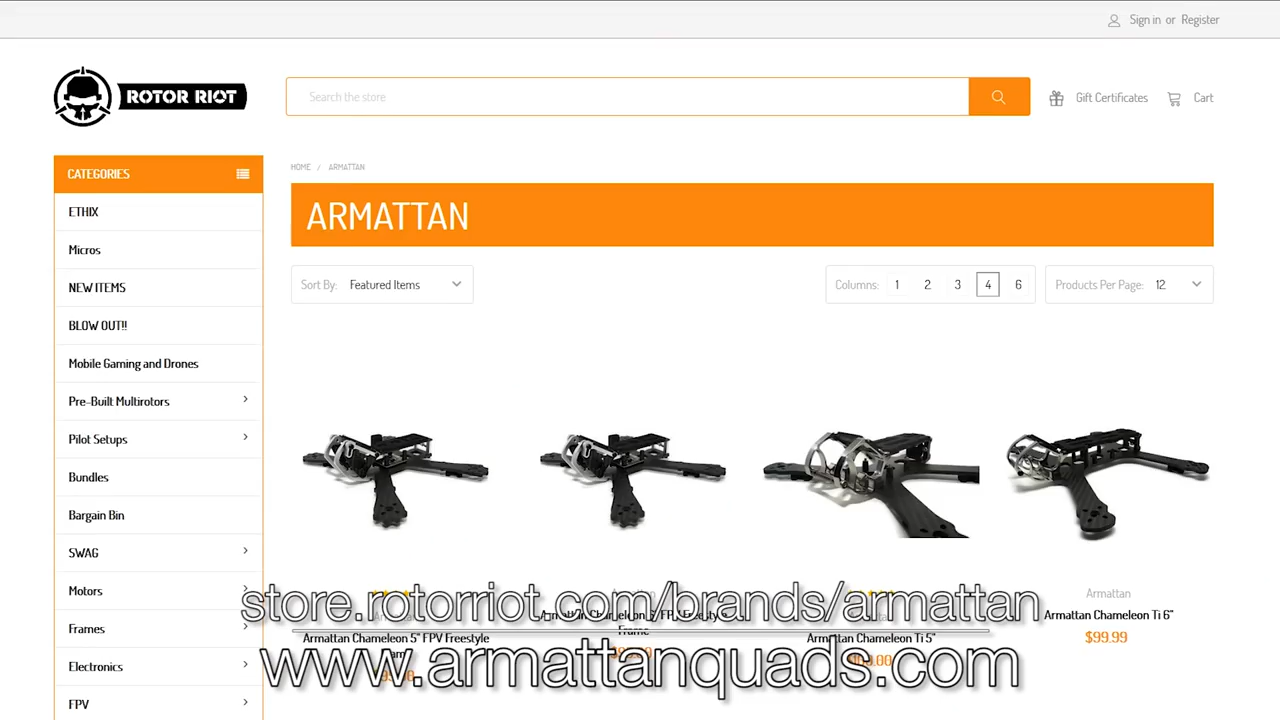 Sign in or Register
ROTOR RIOT
Search the store
Gift Certificates
Cart
CATEGORIES
ETHIX
Micros
NEW ITEMS
BLOW OUT!!
Mobile Gaming and Drones
Pre-Built Multirotors
Pilot Setups
Bundles
Bargain Bin
SWAG
Motors
Frames
Electronics
FPV
HOME / ARMATTAN
ARMATTAN
Sort By: Featured Items
Columns: 1 2 3 4 6
Products Per Page: 12
Armattan Chameleon 5" FPV Freestyle
Armattan Chameleon
Frame
Armattan Chameleon Ti 5"
Armattan
Armattan Chameleon Ti 6"
$99.99
store.rotorriot.com/brands/armattan
www.armattanquads.com